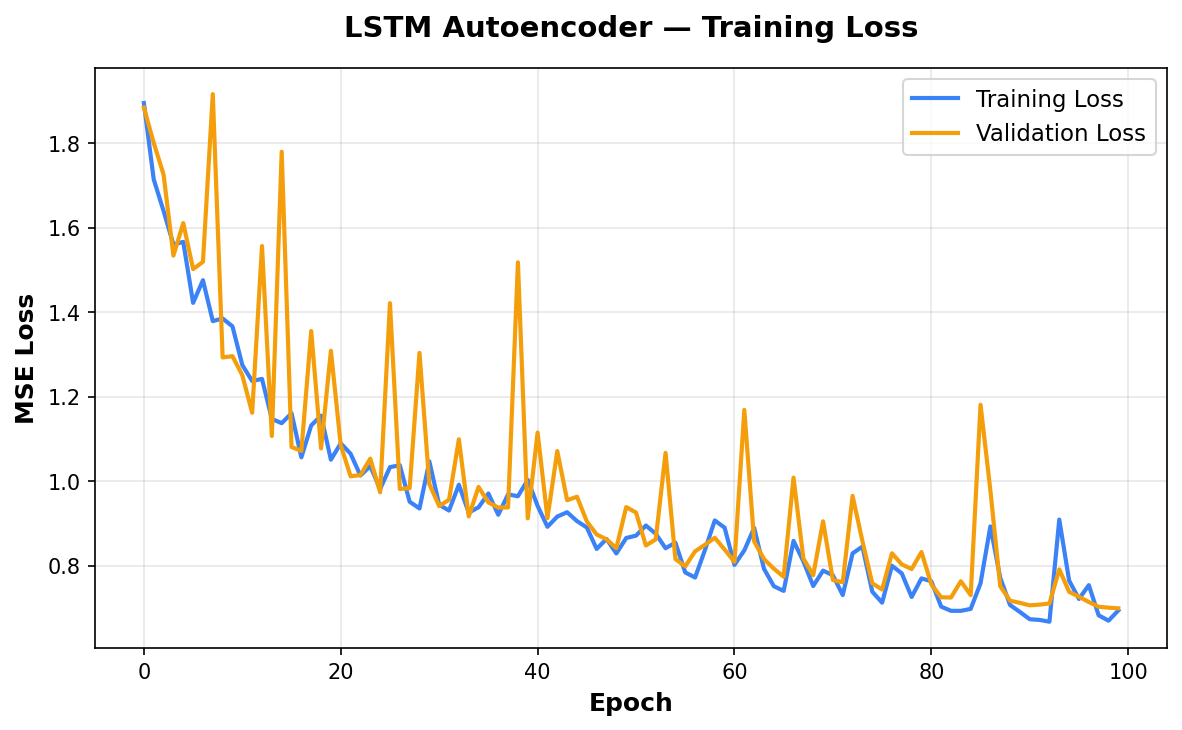 LSTM Autoencoder — Training Loss
Training Loss
Validation Loss
1.8
1.6
1.4
1.2
1.0
0.8
MSE Loss
0
20
40
60
80
100
Epoch